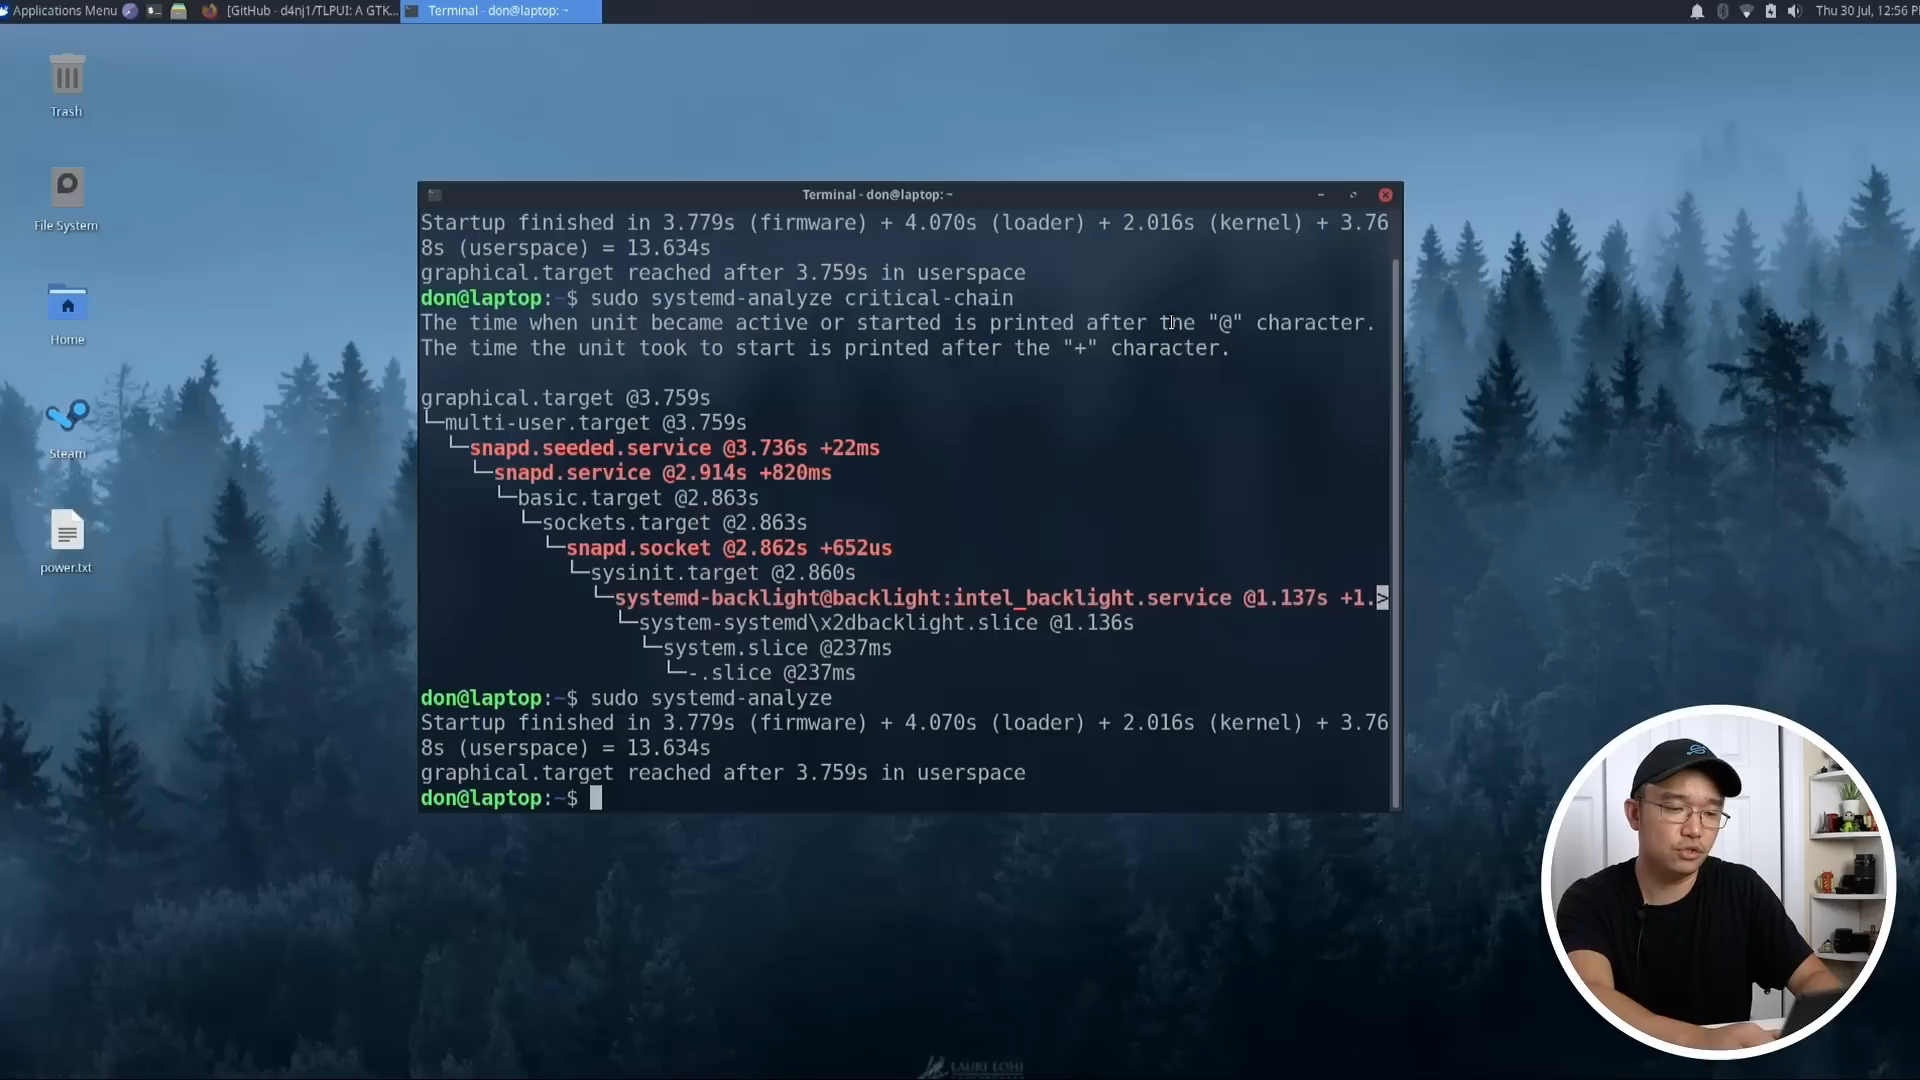 Applications Menu
[GitHub - d4nj1/TLPUI: A GTK...
Terminal - don@laptop: ~
Thu 30 Jul, 12:56 P
Trash
File System
Home
Steam
power.txt
Terminal - don@laptop: ~
Startup finished in 3.779s (firmware) + 4.070s (loader) + 2.016s (kernel) + 3.76
8s (userspace) = 13.634s
graphical.target reached after 3.759s in userspace
don@laptop:~$ sudo systemd-analyze critical-chain
The time when unit became active or started is printed after the "@" character.
The time the unit took to start is printed after the "+" character.
graphical.target @3.759s
└─multi-user.target @3.759s
└─snapd.seeded.service @3.736s +22ms
└─snapd.service @2.914s +820ms
└─basic.target @2.863s
└─sockets.target @2.863s
└─snapd.socket @2.862s +652us
└─sysinit.target @2.860s
└─systemd-backlight@backlight:intel_backlight.service @1.137s +1.>
└─system-systemd\x2dbacklight.slice @1.136s
└─system.slice @237ms
└─-.slice @237ms
don@laptop:~$ sudo systemd-analyze
Startup finished in 3.779s (firmware) + 4.070s (loader) + 2.016s (kernel) + 3.76
8s (userspace) = 13.634s
graphical.target reached after 3.759s in userspace
don@laptop:~$
LAURI LOHI